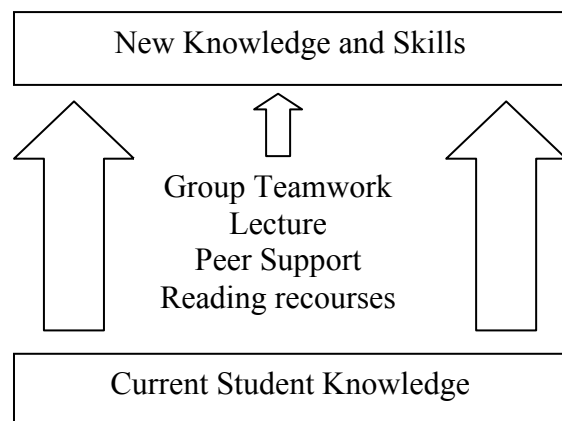 New Knowledge and Skills
Group Teamwork
Lecture
Peer Support
Reading recourses
Current Student Knowledge